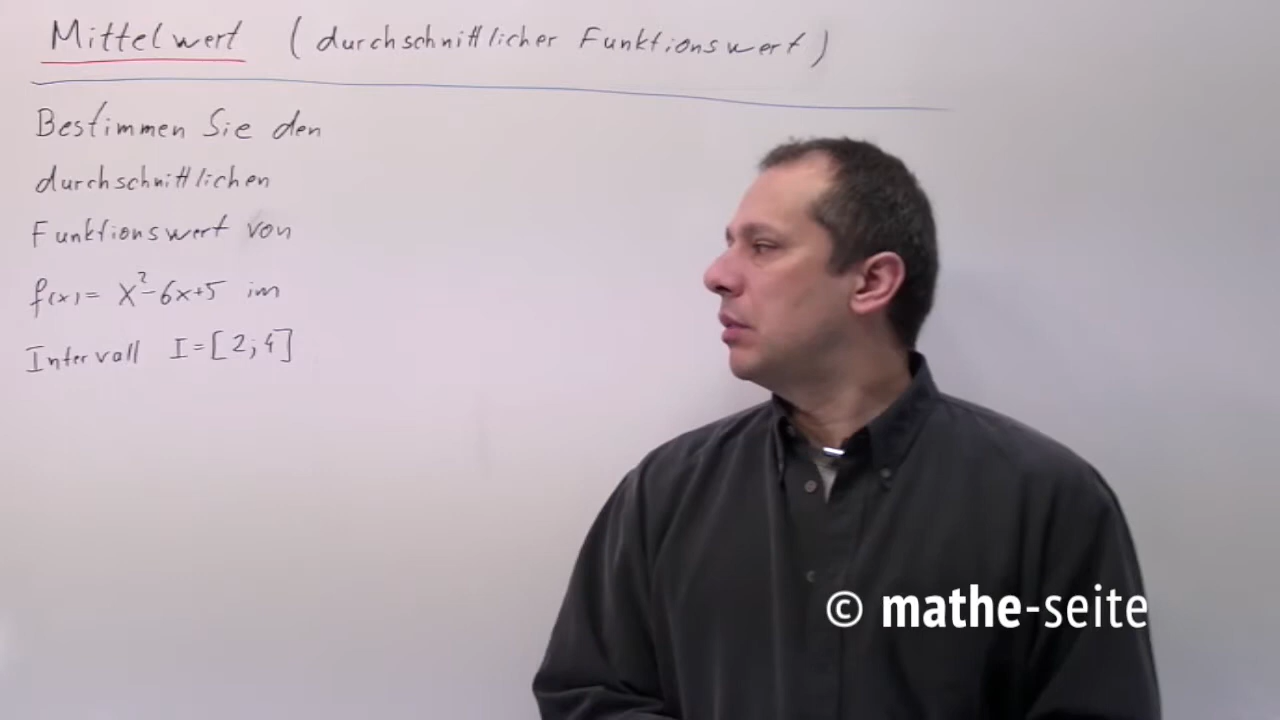 Mittelwert (durchschnittlicher Funktionswert)
Bestimmen Sie den
durchschnittlichen
Funktionswert von
f(x)= x²-6x+5 im
Intervall I=[2;4]
© mathe-seite